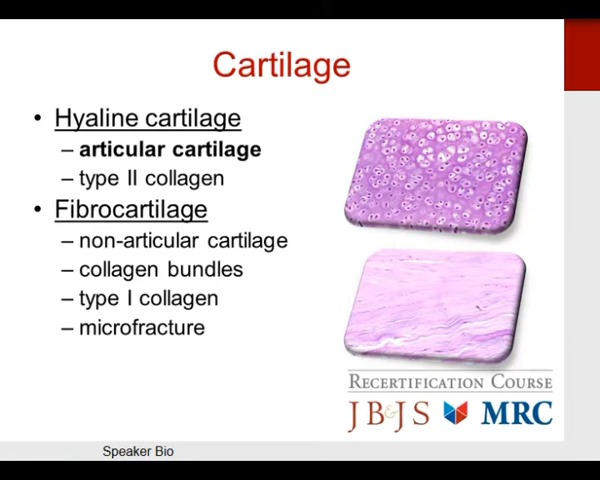 Cartilage
• Hyaline cartilage
– articular cartilage
– type II collagen
• Fibrocartilage
– non-articular cartilage
– collagen bundles
– type I collagen
– microfracture
RECERTIFICATION COURSE
JB&JS MRC
Speaker Bio